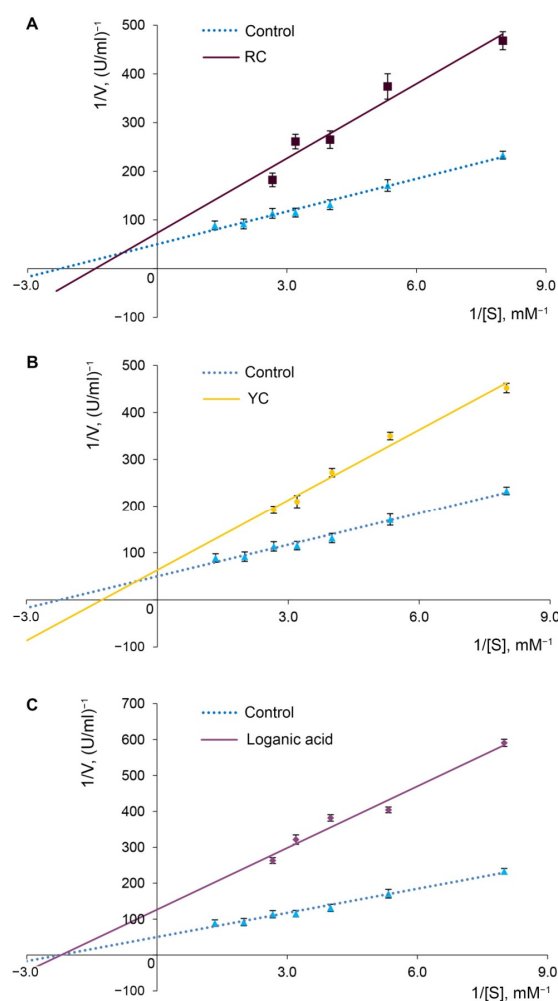 A
Control
RC
1/V, (U/ml)⁻¹
500
400
300
200
100
0
−3.0
3.0
6.0
9.0
−100
1/[S], mM⁻¹
B
Control
YC
1/V, (U/ml)⁻¹
500
400
300
200
100
0
−3.0
3.0
6.0
9.0
−100
1/[S], mM⁻¹
C
Control
Loganic acid
1/V, (U/ml)⁻¹
700
600
500
400
300
200
100
0
−3.0
3.0
6.0
9.0
−100
1/[S], mM⁻¹